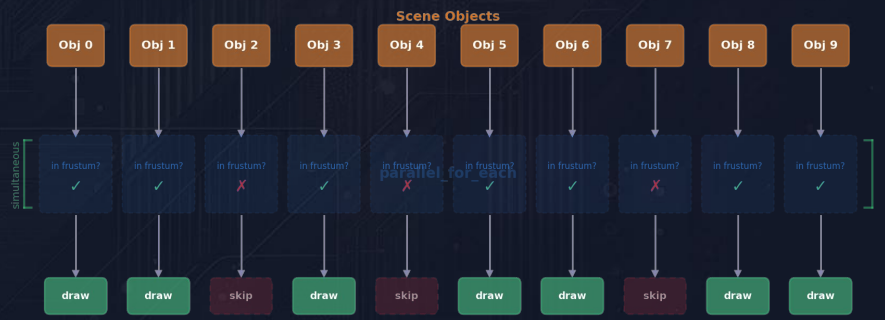 Scene Objects
Obj 0 Obj 1 Obj 2 Obj 3 Obj 4 Obj 5 Obj 6 Obj 7 Obj 8 Obj 9
simultaneous
in frustum? in frustum? in frustum? in frustum? in frustum? in frustum? in frustum? in frustum? in frustum? in frustum?
parallel_for_each
✓ ✓ ✗ ✓ ✗ ✓ ✓ ✗ ✓ ✓
draw draw skip draw skip draw draw skip draw draw